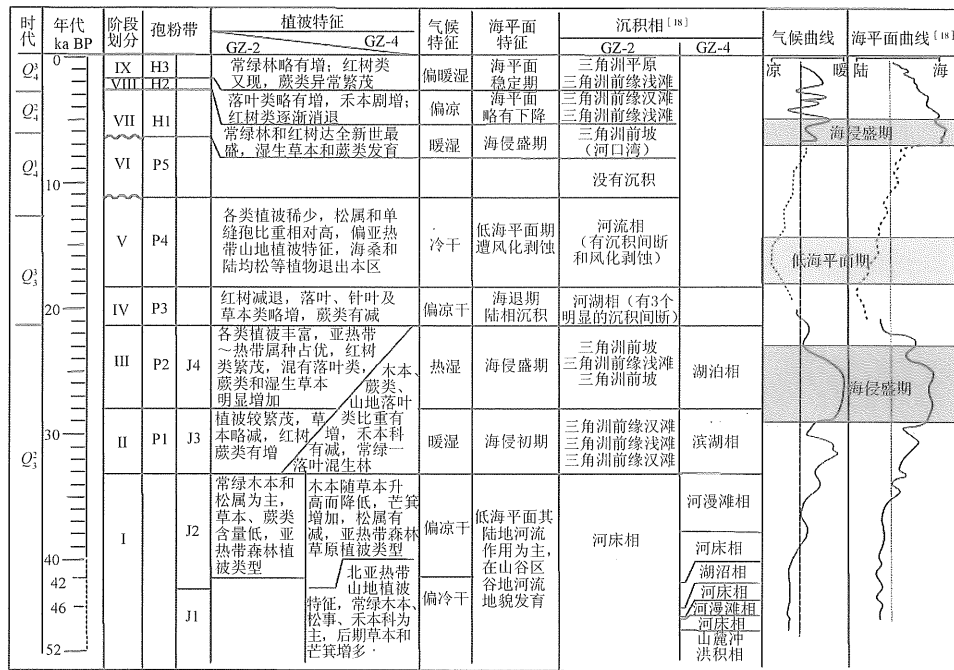 时代
年代
ka BP
阶段划分
孢粉带
植被特征
GZ-2
GZ-4
气候特征
海平面特征
沉积相[18]
GZ-2
GZ-4
气候曲线
海平面曲线[18]
凉
暖
陆
海
0
10
20
30
40
42
46
52
Q₄³
Q₄²
Q₄¹
Q₃³
Q₃²
IX
H3
常绿林略有增；红树类
又现，蕨类异常繁茂
偏暖湿
海平面
稳定期
三角洲平原
三角洲前缘浅滩
VIII
H2
VII
H1
落叶类略有增，禾本剧增；
红树类逐渐消退
偏凉
海平面
略有下降
三角洲前缘汊滩
三角洲前缘浅滩
VI
P5
常绿林和红树达全新世最
盛，湿生草本和蕨类发育
暖湿
海侵盛期
三角洲前坡
（河口湾）
没有沉积
海侵盛期
V
P4
各类植被稀少，松属和单
缝孢比重相对高，偏亚热
带山地植被特征，海桑和
陆均松等植物退出本区
冷干
低海平面期
遭风化剥蚀
河流相
（有沉积间断
和风化剥蚀）
低海平面期
IV
P3
红树减退，落叶、针叶及
草本类略增，蕨类有减
偏凉干
海退期
陆相沉积
河湖相（有3个
明显的沉积间断）
III
P2
J4
各类植被丰富，亚热带
～热带属种占优，红树
类繁茂，混有落叶类，
蕨类和湿生草本
明显增加
木本、
蕨类、
山地落叶
类比重有
增，禾本科
有减，常绿一
落叶混生林
热湿
海侵盛期
三角洲前坡
三角洲前缘浅滩
三角洲前坡
湖泊相
海侵盛期
II
P1
J3
植被较繁茂，草
本略减，红树
蕨类有增
暖湿
海侵初期
三角洲前缘汊滩
三角洲前缘浅滩
三角洲前缘汊滩
滨湖相
I
J2
常绿木本和
松属为主，
草本、蕨类
含量低，亚
热带森林植
被类型
木本随草本升
高而降低，芒萁
增加，松属有
减，亚热带森林
草原植被类型
偏凉干
低海平面其
陆地河流
作用为主，
在山谷区
谷地河流
地貌发育
河床相
河漫滩相
河床相
湖沼相
河床相
河漫滩相
河床相
山麓冲
洪积相
J1
北亚热带
山地植被
特征，常绿木本、
松事、禾本科为
主，后期草本和
芒萁增多
偏冷干